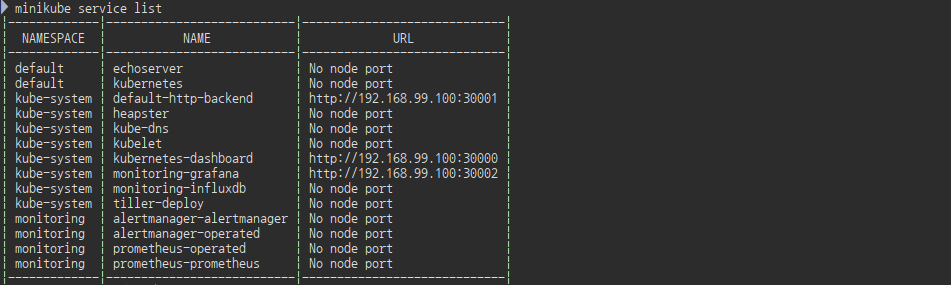 minikube service list
|-------------|---------------------------|-----------------------------|
| NAMESPACE | NAME | URL |
|-------------|---------------------------|-----------------------------|
| default | echoserver | No node port |
| default | kubernetes | No node port |
| kube-system | default-http-backend | http://192.168.99.100:30001 |
| kube-system | heapster | No node port |
| kube-system | kube-dns | No node port |
| kube-system | kubelet | No node port |
| kube-system | kubernetes-dashboard | http://192.168.99.100:30000 |
| kube-system | monitoring-grafana | http://192.168.99.100:30002 |
| kube-system | monitoring-influxdb | No node port |
| kube-system | tiller-deploy | No node port |
| monitoring | alertmanager-alertmanager | No node port |
| monitoring | alertmanager-operated | No node port |
| monitoring | prometheus-operated | No node port |
| monitoring | prometheus-prometheus | No node port |
|-------------|---------------------------|-----------------------------|